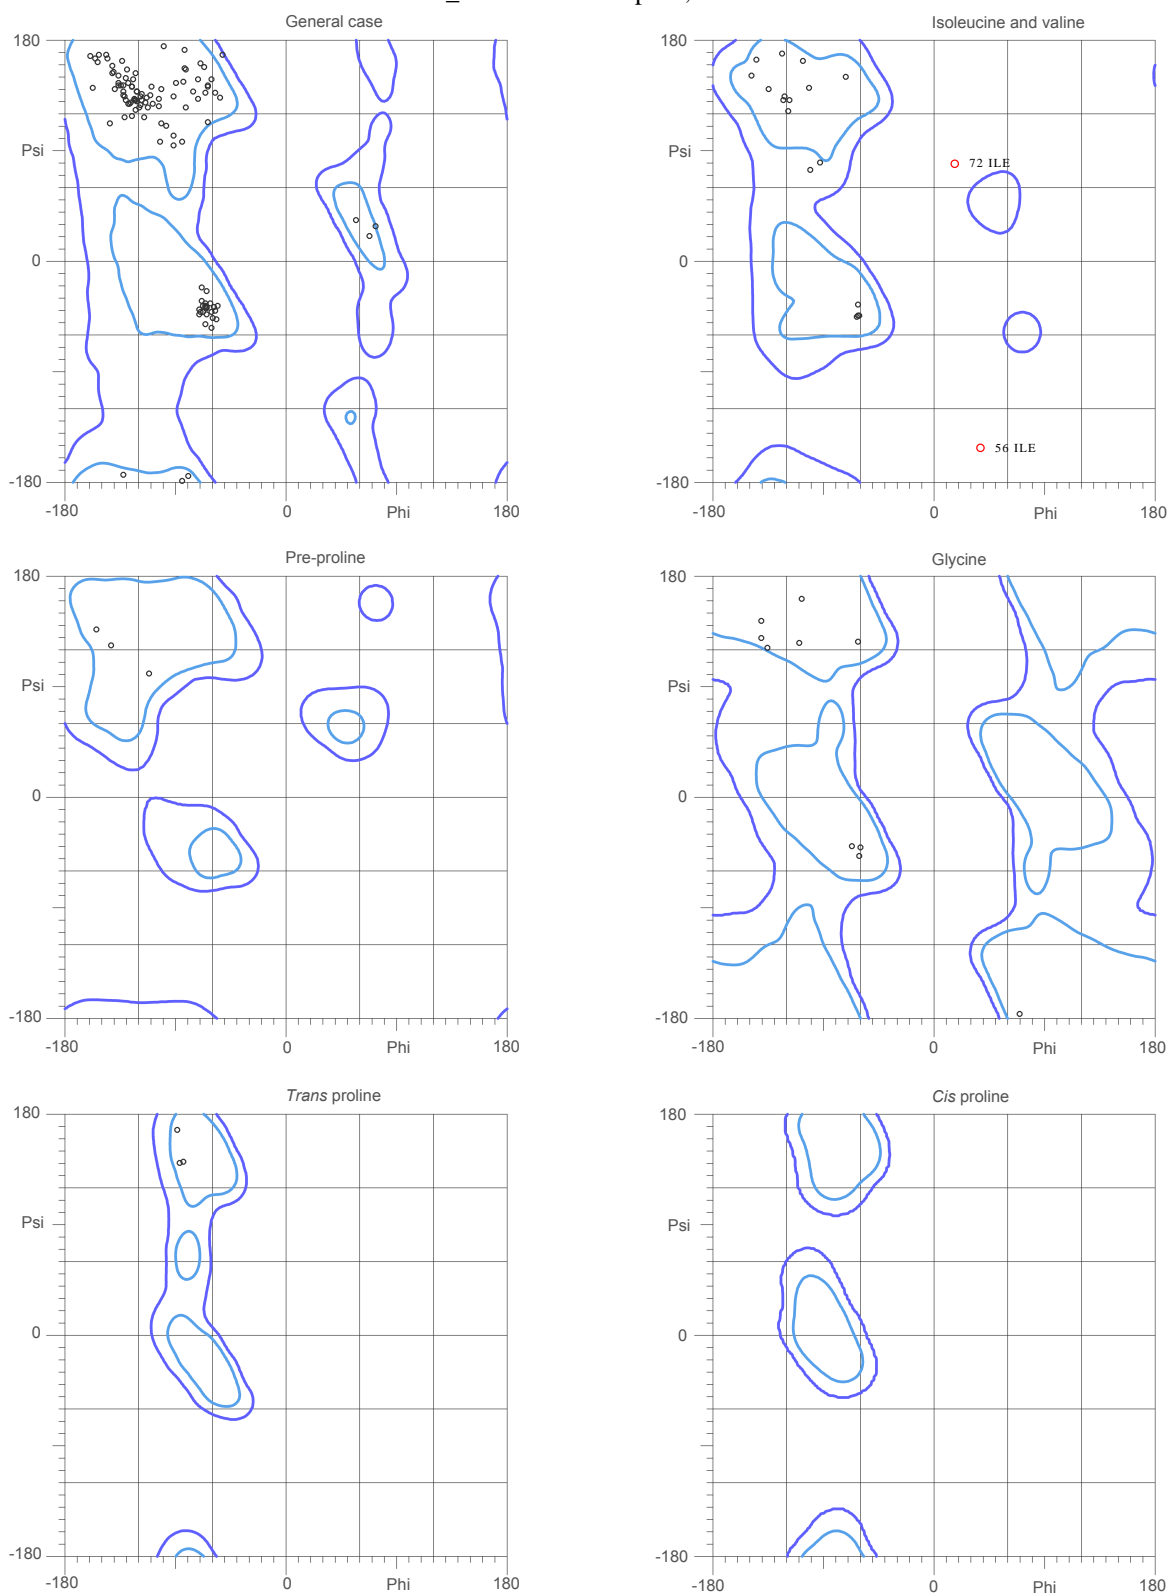 General case
Isoleucine and valine
180
180
Psi
Psi
72 ILE
0
0
56 ILE
-180
-180
-180
0
Phi
180
-180
0
Phi
180
Pre-proline
Glycine
180
180
Psi
Psi
0
0
-180
-180
-180
0
Phi
180
-180
0
Phi
180
Trans proline
Cis proline
180
180
Psi
Psi
0
0
-180
-180
-180
0
Phi
180
-180
0
Phi
180